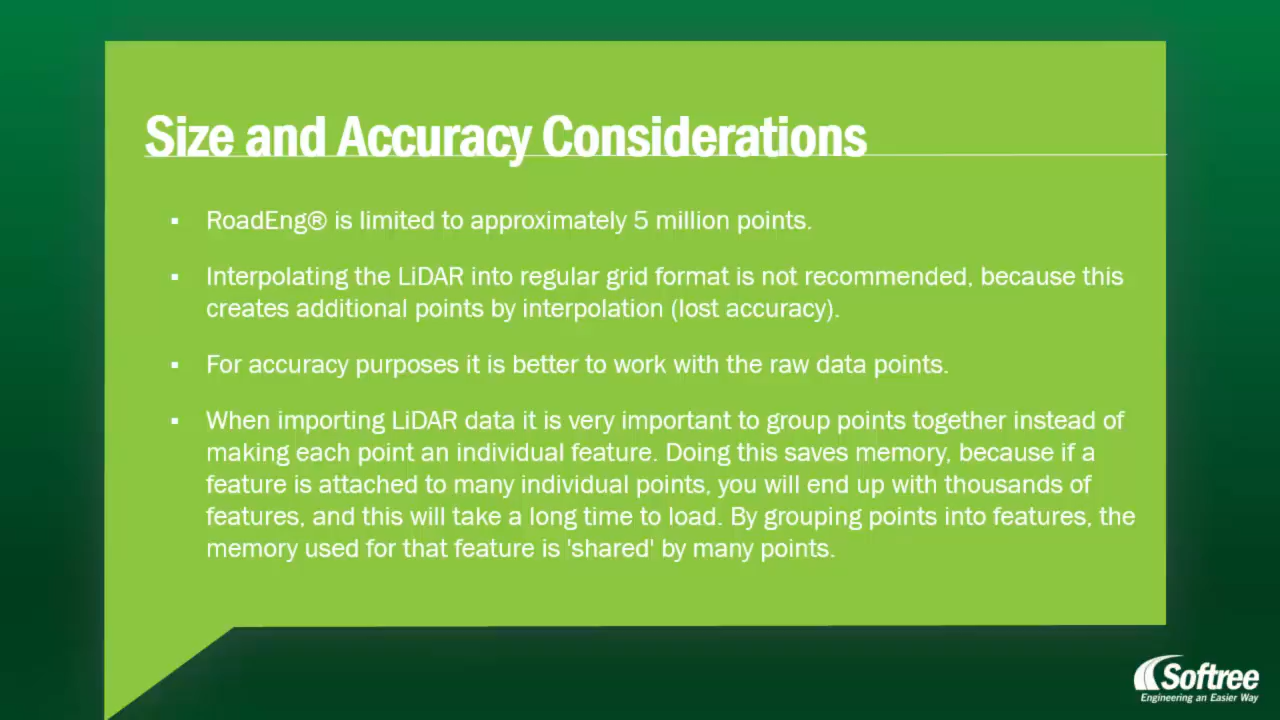 Size and Accuracy Considerations
▪ RoadEng® is limited to approximately 5 million points.
▪ Interpolating the LiDAR into regular grid format is not recommended, because this
creates additional points by interpolation (lost accuracy).
▪ For accuracy purposes it is better to work with the raw data points.
▪ When importing LiDAR data it is very important to group points together instead of
making each point an individual feature. Doing this saves memory, because if a
feature is attached to many individual points, you will end up with thousands of
features, and this will take a long time to load. By grouping points into features, the
memory used for that feature is 'shared' by many points.
Softree
Engineering an Easier Way